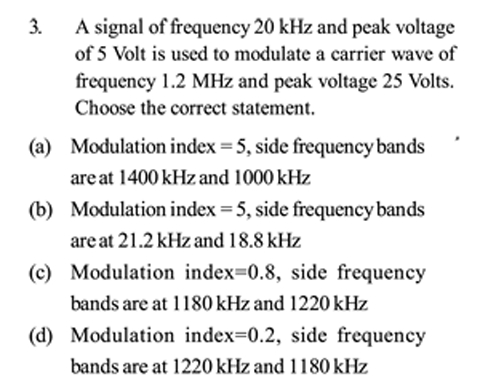 3. A signal of frequency 20 kHz and peak voltage
of 5 Volt is used to modulate a carrier wave of
frequency 1.2 MHz and peak voltage 25 Volts.
Choose the correct statement.
(a) Modulation index = 5, side frequency bands
are at 1400 kHz and 1000 kHz
(b) Modulation index = 5, side frequency bands
are at 21.2 kHz and 18.8 kHz
(c) Modulation index=0.8, side frequency
bands are at 1180 kHz and 1220 kHz
(d) Modulation index=0.2, side frequency
bands are at 1220 kHz and 1180 kHz